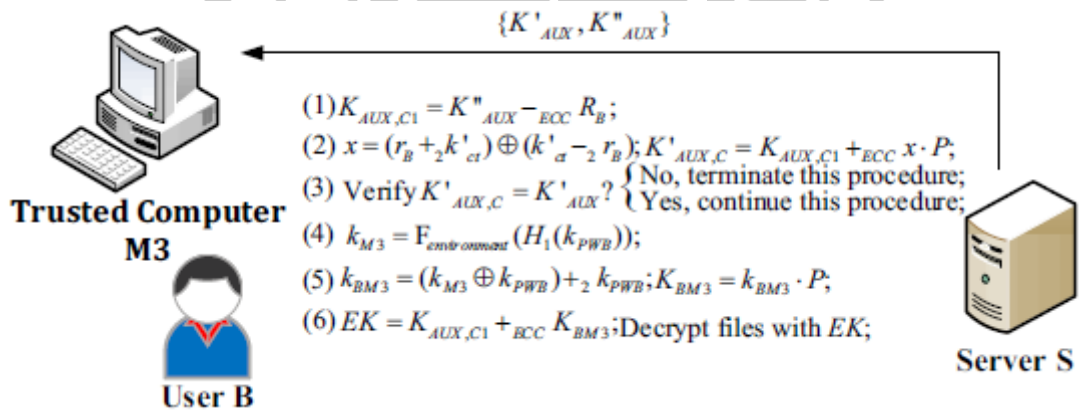 {K'_AUX, K"_AUX}
(1) K_AUX,C1 = K"_AUX −_ECC R_B;
(2) x = (r_B +_2 k'_ct) ⊕ (k'_ct −_2 r_B); K'_AUX,C = K_AUX,C1 +_ECC x · P;
(3) Verify K'_AUX,C = K'_AUX? { No, terminate this procedure;
Yes, continue this procedure;
(4) k_M3 = F_environment(H_1(k_PWB));
(5) k_BM3 = (k_M3 ⊕ k_PWB) +_2 k_PWB; K_BM3 = k_BM3 · P;
(6) EK = K_AUX,C1 +_ECC K_BM3; Decrypt files with EK;
Trusted Computer
M3
User B
Server S